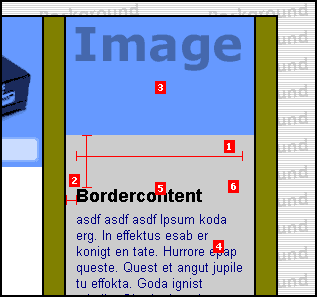 Background
Background
Image
Background
3
Background
1
Background
2
5
6
Bordercontent
asdf asdf asdf Ipsum koda
erg. In effektus esab er
4
konigt en tate. Hurrore epap
queste. Quest et angut jupile
tu effokta. Goda ignist